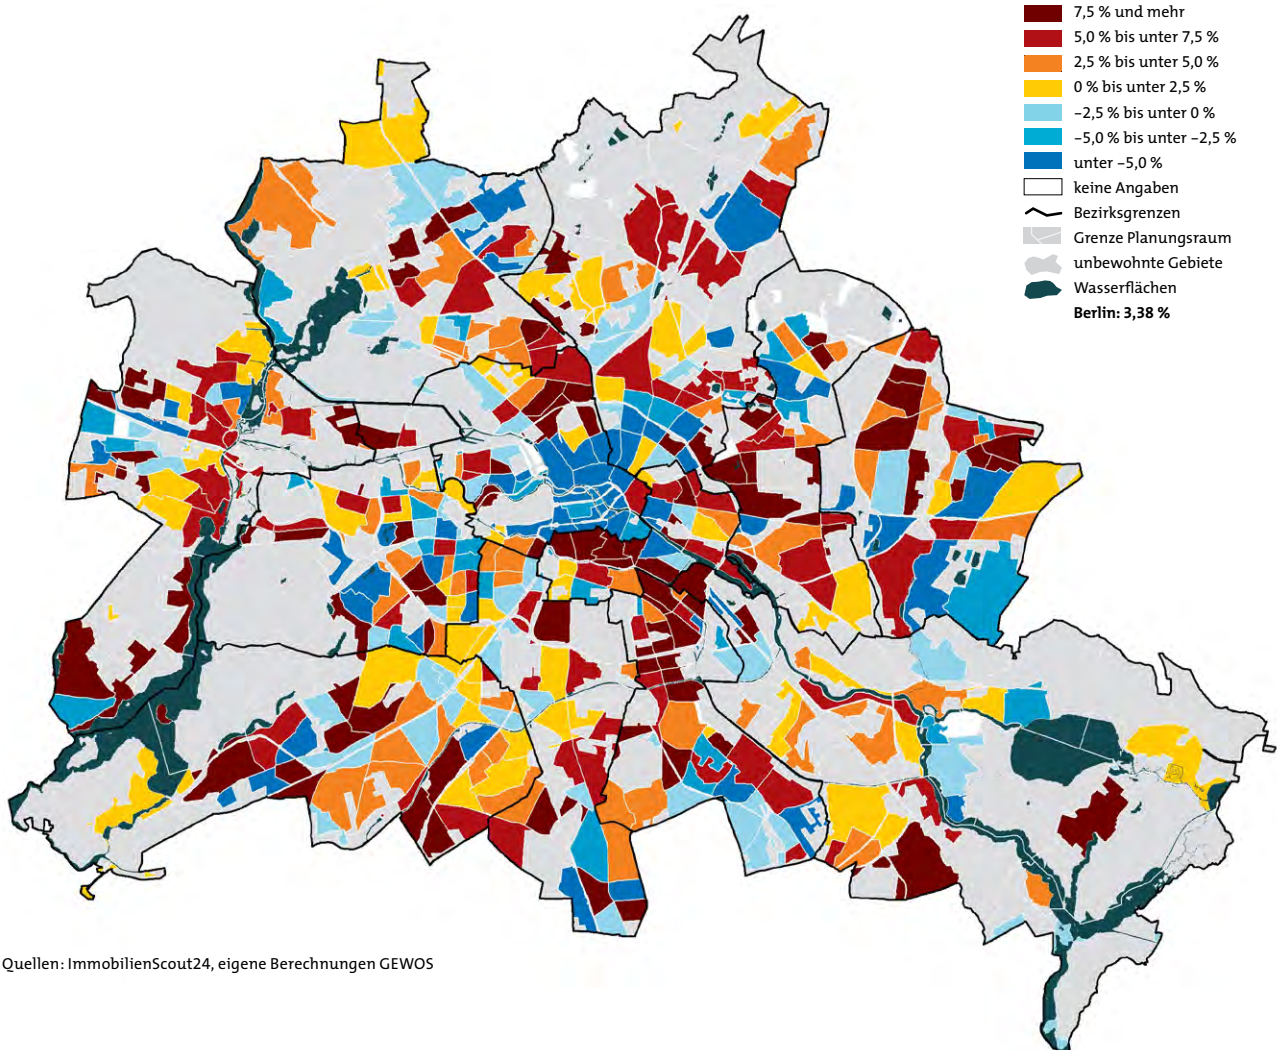 7,5 % und mehr
5,0 % bis unter 7,5 %
2,5 % bis unter 5,0 %
0 % bis unter 2,5 %
−2,5 % bis unter 0 %
−5,0 % bis unter −2,5 %
unter −5,0 %
keine Angaben
Bezirksgrenzen
Grenze Planungsraum
unbewohnte Gebiete
Wasserflächen
Berlin: 3,38 %
Quellen: ImmobilienScout24, eigene Berechnungen GEWOS